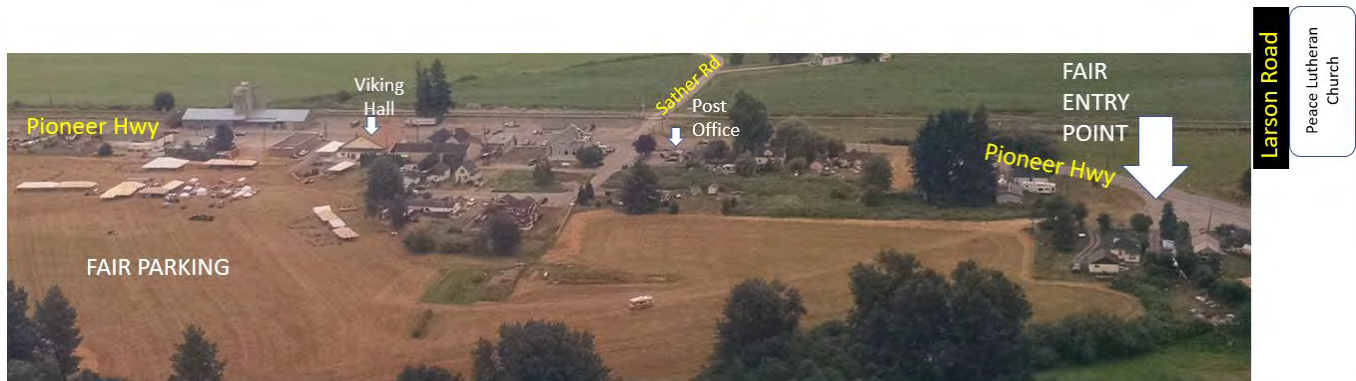 Pioneer Hwy
Viking
Hall
Sather Rd
Post
Office
FAIR
ENTRY
POINT
Pioneer Hwy
Larson Road
Peace Lutheran
Church
FAIR PARKING